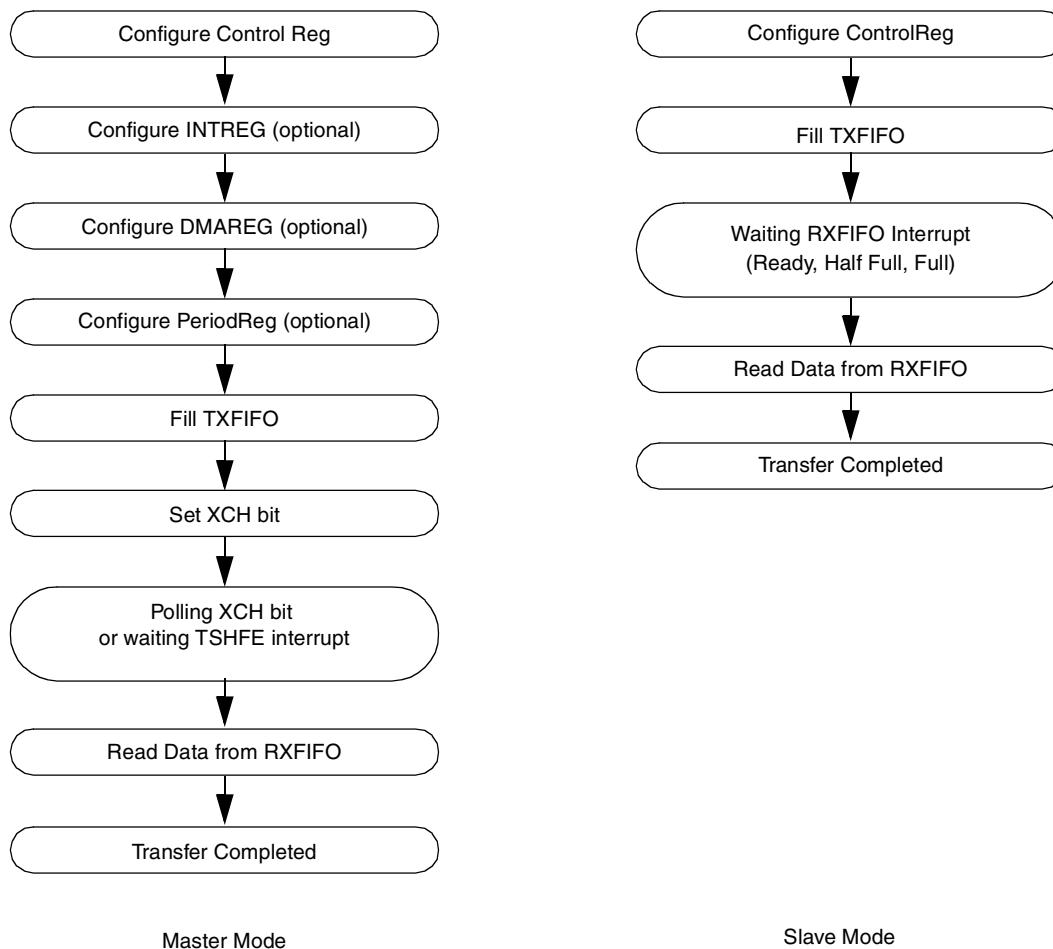 Configure Control Reg
Configure INTREG (optional)
Configure DMAREG (optional)
Configure PeriodReg (optional)
Fill TXFIFO
Set XCH bit
Polling XCH bit
or waiting TSHFE interrupt
Read Data from RXFIFO
Transfer Completed
Master Mode
Configure ControlReg
Fill TXFIFO
Waiting RXFIFO Interrupt
(Ready, Half Full, Full)
Read Data from RXFIFO
Transfer Completed
Slave Mode